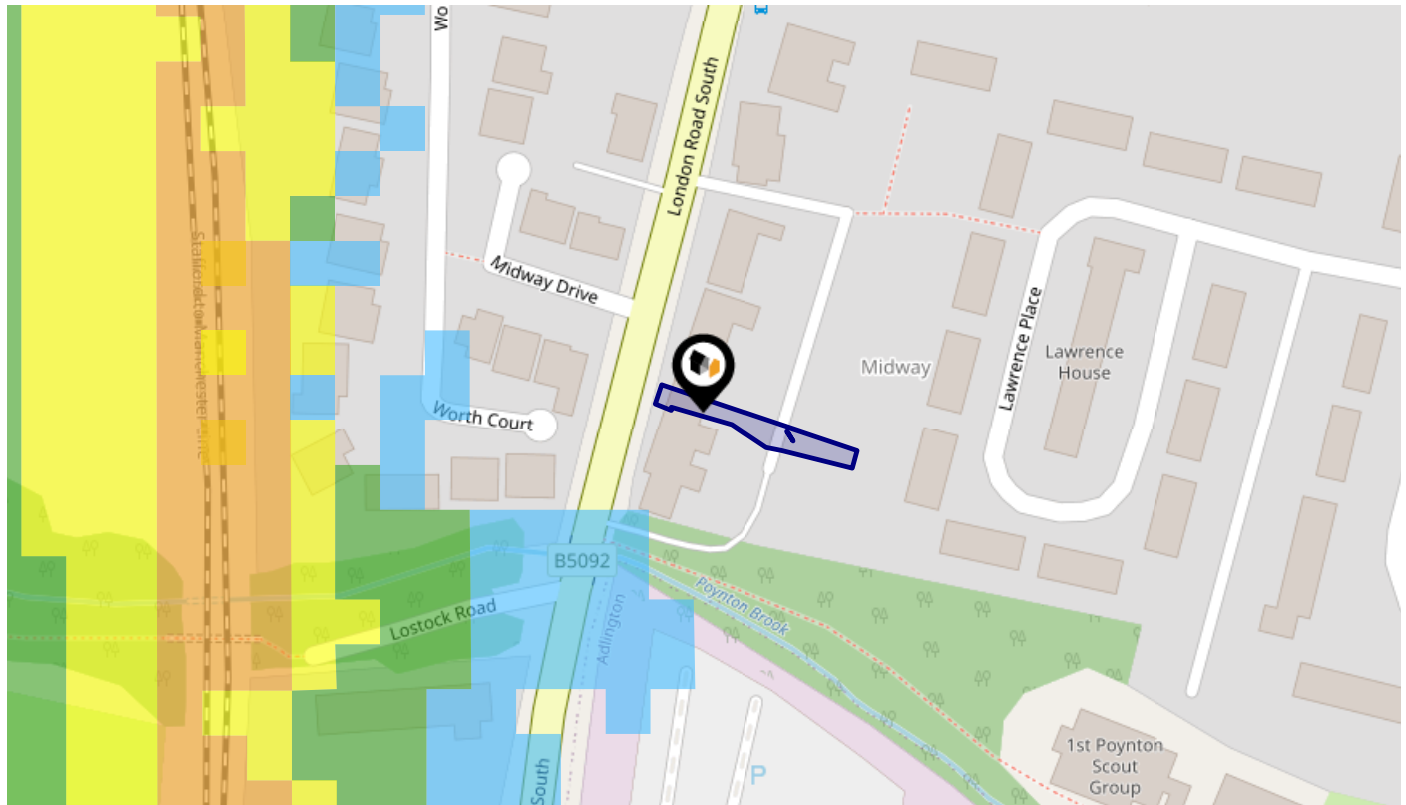 Wo
London Road South
Midway Drive
Worth Court
Midway
Lawrence Place
Lawrence
House
B5092
Lostock Road
Adlington
Poynton Brook
1st Poynton
Scout
Group
P
South